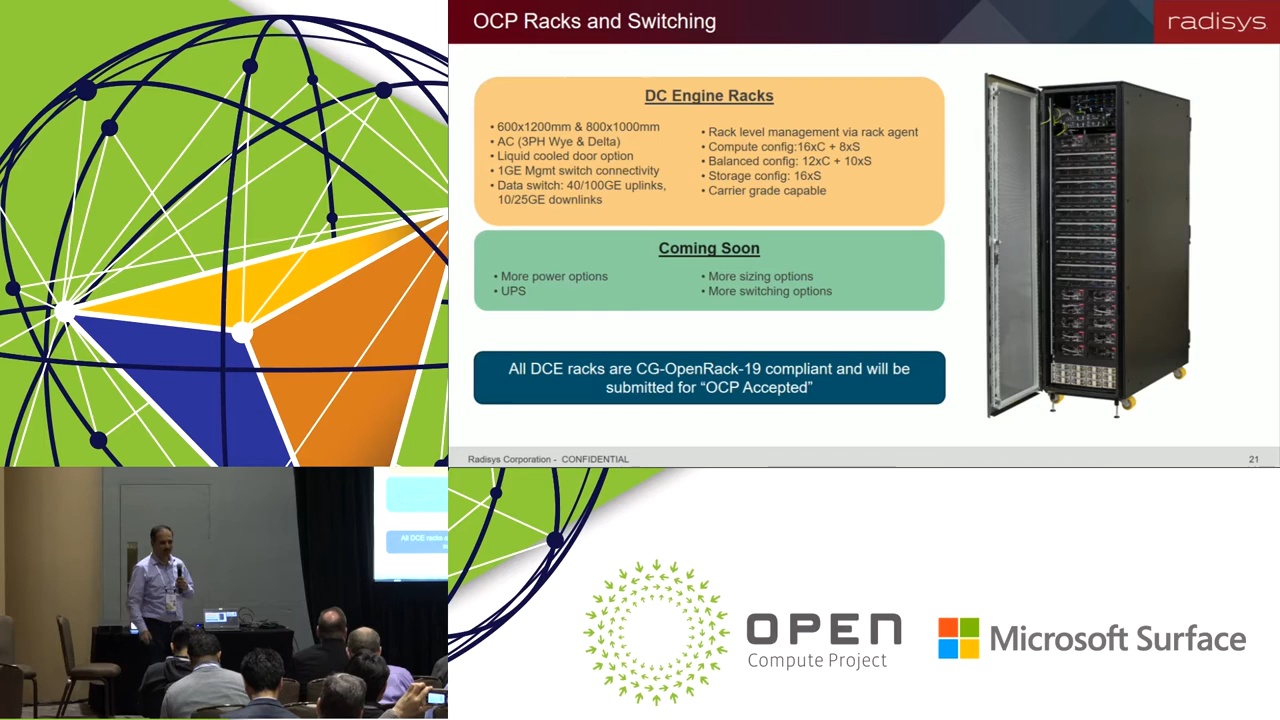 OCP Racks and Switching
radisys
DC Engine Racks
• 600x1200mm & 800x1000mm
• AC (3PH Wye & Delta)
• Liquid cooled door option
• 1GE Mgmt switch connectivity
• Data switch: 40/100GE uplinks,
10/25GE downlinks
• Rack level management via rack agent
• Compute config:16xC + 8xS
• Balanced config: 12xC + 10xS
• Storage config: 16xS
• Carrier grade capable
Coming Soon
• More power options
• UPS
• More sizing options
• More switching options
All DCE racks are CG-OpenRack-19 compliant and will be
submitted for “OCP Accepted”
Radisys Corporation - CONFIDENTIAL
21
All DCE racks
OPEN
Compute Project
Microsoft Surface